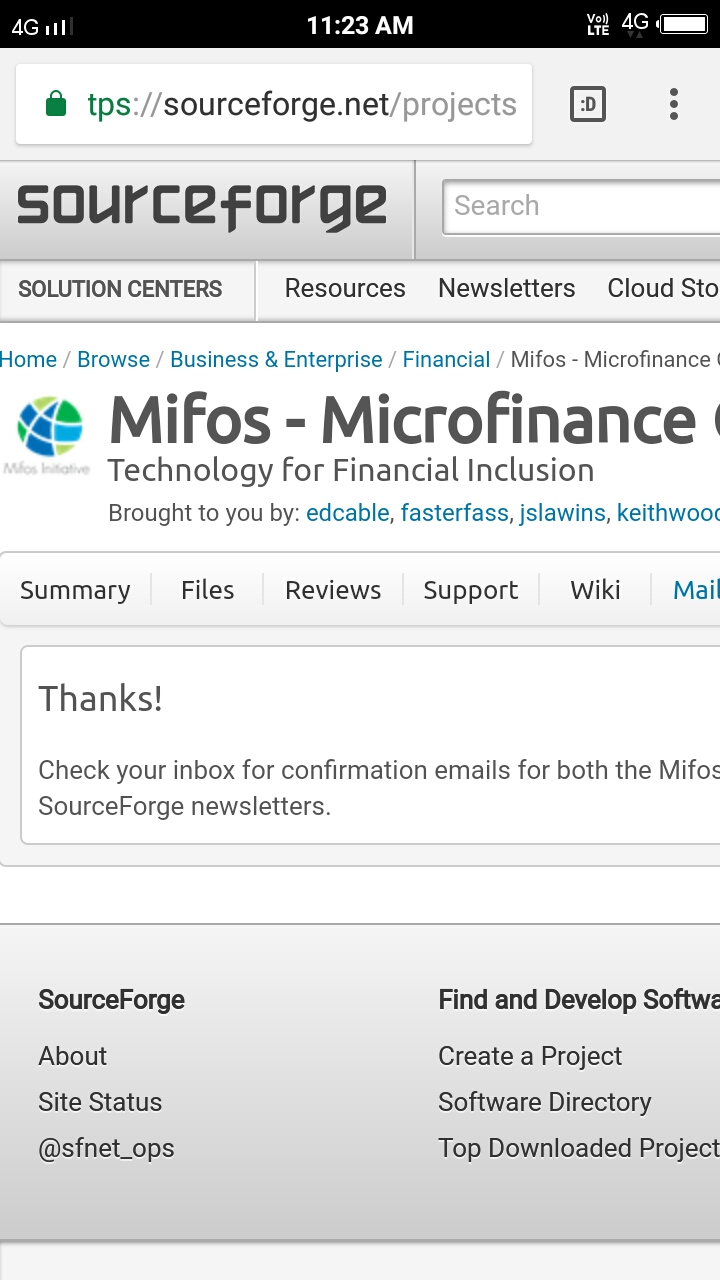 4G 11:23 AM Vo)) LTE 4G
tps://sourceforge.net/projects :D
sourceforge Search
SOLUTION CENTERS Resources Newsletters Cloud Sto
Home / Browse / Business & Enterprise / Financial / Mifos - Microfinance
Mifos - Microfinance
Mifos Initiative
Technology for Financial Inclusion
Brought to you by: edcable, fasterfass, jslawins, keithwood
Summary Files Reviews Support Wiki Mail
Thanks!
Check your inbox for confirmation emails for both the Mifos
SourceForge newsletters.
SourceForge Find and Develop Softwa
About Create a Project
Site Status Software Directory
@sfnet_ops Top Downloaded Project